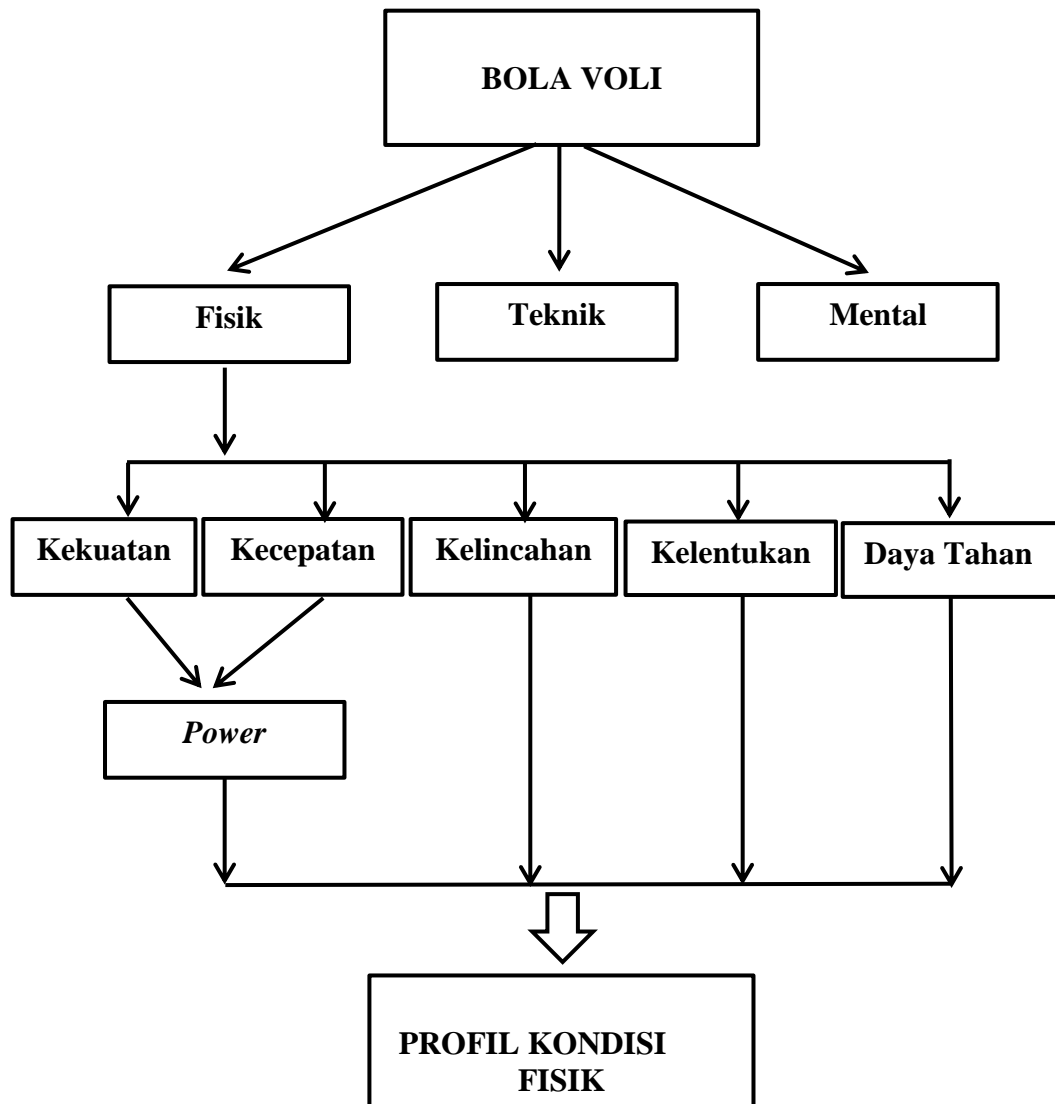 BOLA VOLI
Fisik
Teknik
Mental
Kekuatan
Kecepatan
Kelincahan
Kelentukan
Daya Tahan
Power
PROFIL KONDISI
FISIK